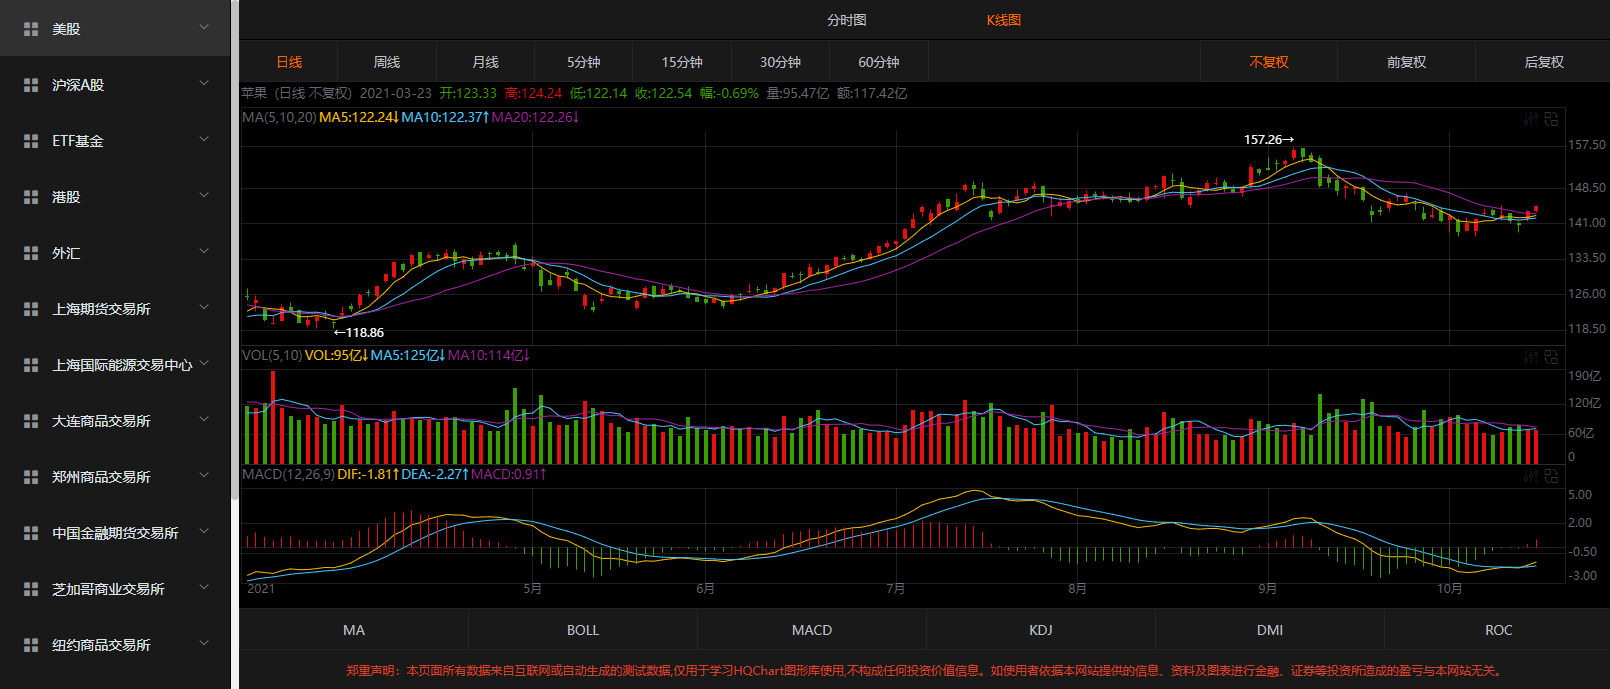 美股
沪深A股
ETF基金
港股
外汇
上海期货交易所
上海国际能源交易中心
大连商品交易所
郑州商品交易所
中国金融期货交易所
芝加哥商业交易所
纽约商品交易所
分时图 K线图
日线 周线 月线 5分钟 15分钟 30分钟 60分钟 不复权 前复权 后复权
苹果 (日线 不复权) 2021-03-23 开:123.33 高:124.24 低:122.14 收:122.54 幅:-0.69% 量:95.47亿 额:117.42亿
MA(5,10,20) MA5:122.24↓ MA10:122.37↑ MA20:122.26↓
157.26→
←118.86
157.50
148.50
141.00
133.50
126.00
118.50
VOL(5,10) VOL:95亿↓ MA5:125亿↓ MA10:114亿↓
190亿
120亿
60亿
0
MACD(12,26,9) DIF:-1.81↑ DEA:-2.27↑ MACD:0.91↑
5.00
2.00
-0.50
-3.00
2021 5月 6月 7月 8月 9月 10月
MA BOLL MACD KDJ DMI ROC
郑重声明：本页面所有数据来自互联网或自动生成的测试数据,仅用于学习HQChart图形库使用,不构成任何投资价值信息。如使用者依据本网站提供的信息、资料及图表进行金融、证券等投资所造成的盈亏与本网站无关。